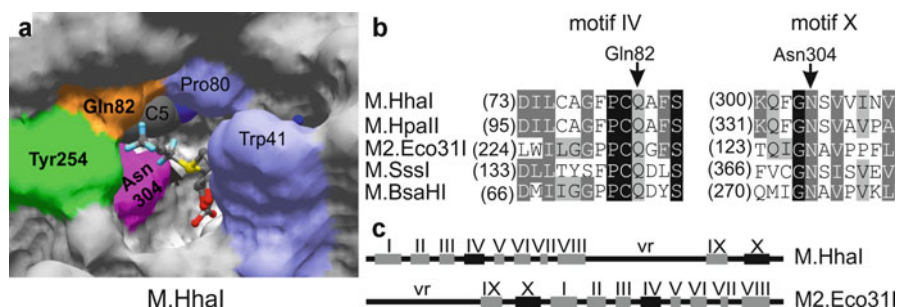 a
Pro80
Gln82
C5
Trp41
Tyr254
Asn
304
M.HhaI
b
motif IV
motif X
Gln82
Asn304
M.HhaI (73) DILCAGFPCQAFS (300) KQFGNSVVINV
M.HpaII (95) DILCAGFPCQAFS (331) KQFGNSVAVPA
M2.Eco31I (224) LWILGGSPCQGFS (123) TQIGNAVPPFL
M.SssI (133) DLLTYSFPCQDLS (366) FVCGNSISVEV
M.BsaHI (66) DMIIGGPPCQDYS (270) QMIGNAVPVKL
c
I II III IV V VI VII VIII vr IX X
M.HhaI
vr IX X I II III IV V VI VII VIII
M2.Eco31I